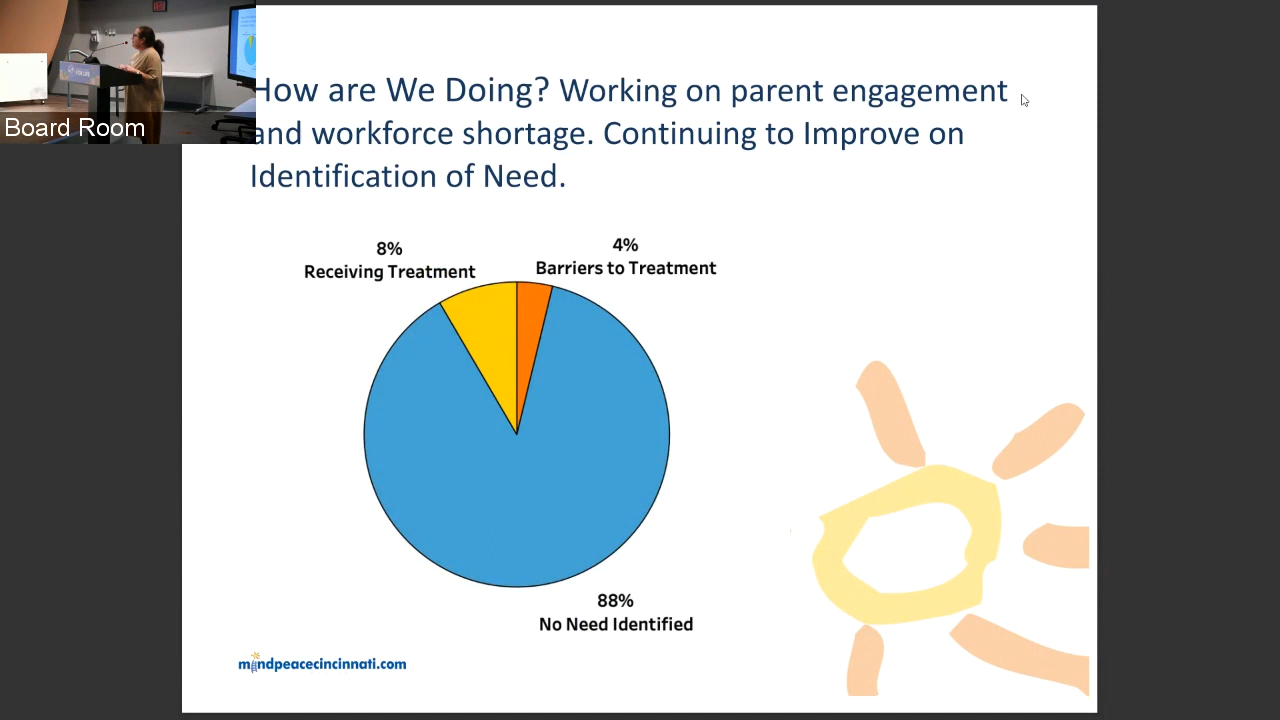 Board Room
How are We Doing? Working on parent engagement
and workforce shortage. Continuing to Improve on
Identification of Need.
8%
Receiving Treatment
4%
Barriers to Treatment
88%
No Need Identified
mindpeacecincinnati.com